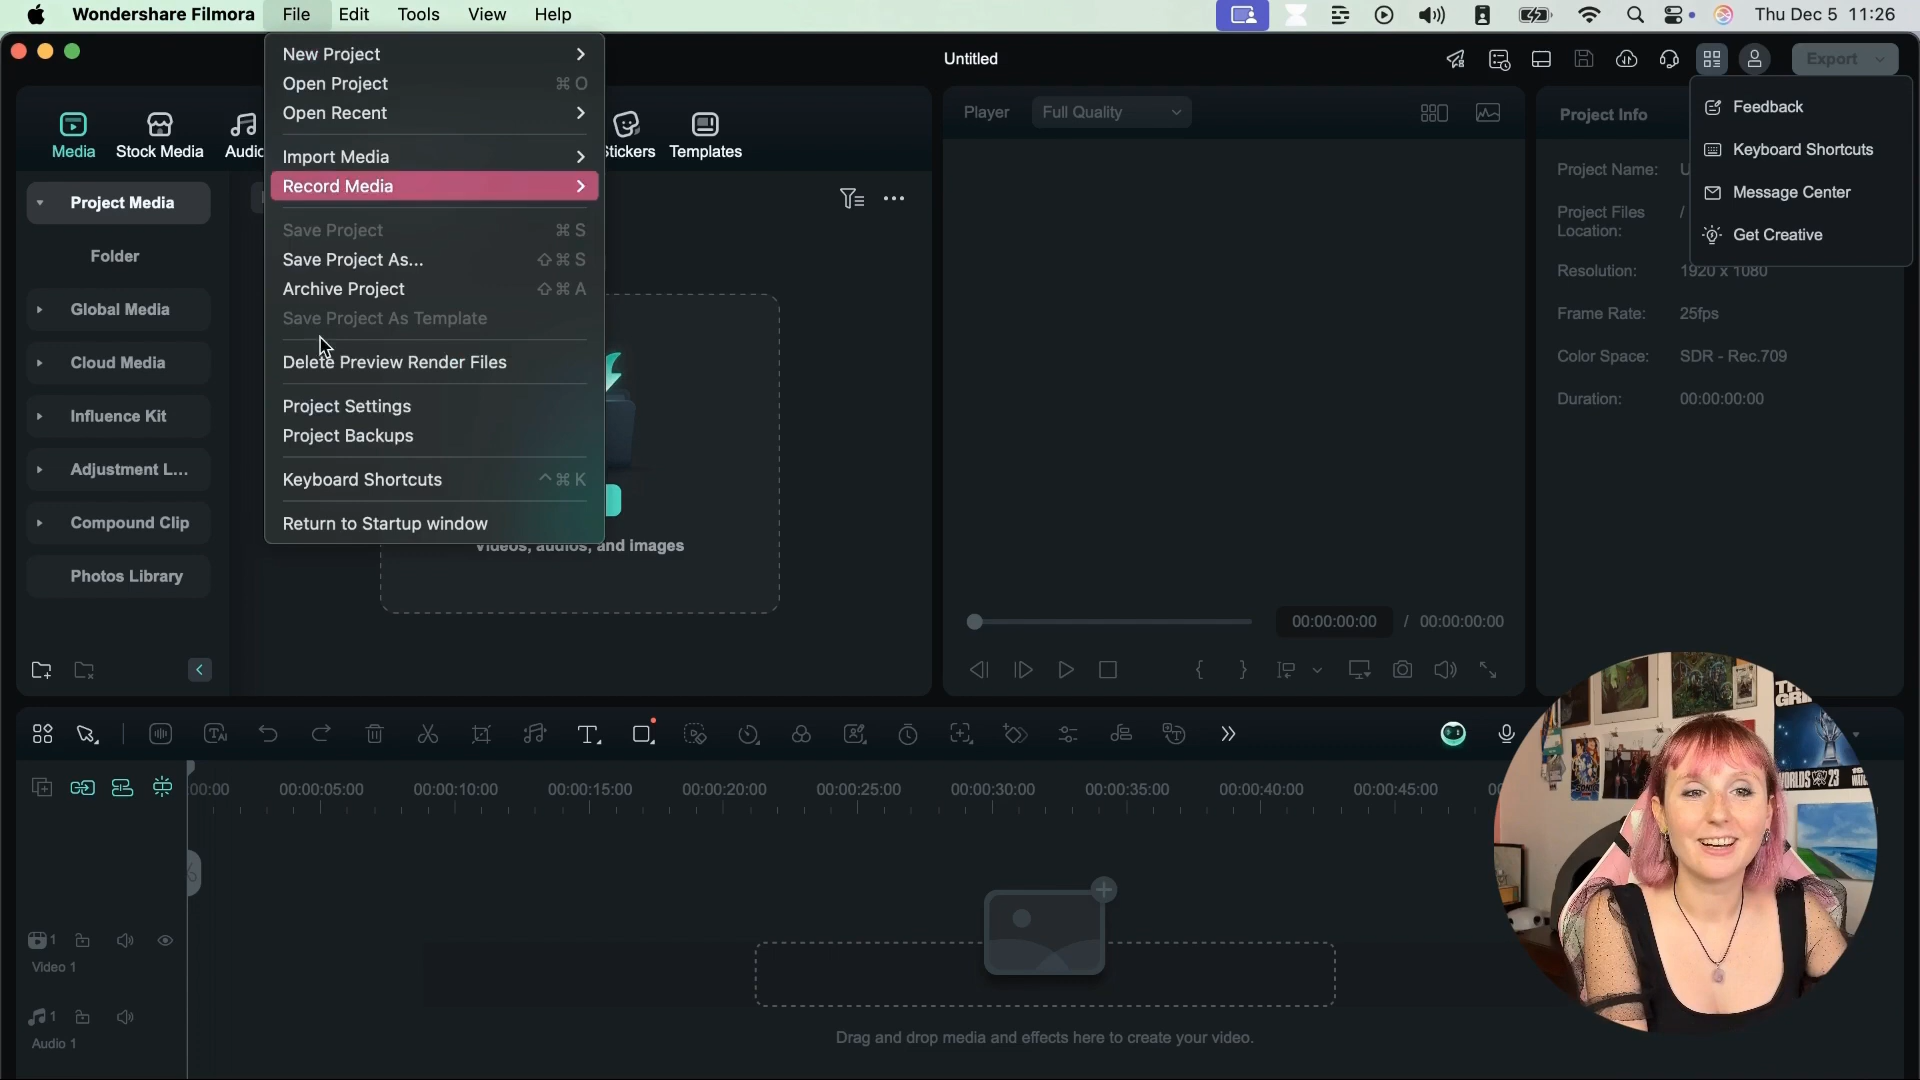 Wondershare Filmora File Edit Tools View Help
Thu Dec 5 11:26
Untitled
Export
New Project
Open Project ⌘ O
Open Recent
Import Media
Record Media
Save Project ⌘ S
Save Project As... ⇧ ⌘ S
Archive Project ⇧ ⌘ A
Save Project As Template
Delete Preview Render Files
Project Settings
Project Backups
Keyboard Shortcuts ^ ⌘ K
Return to Startup window
Media
Stock Media
Audio
Stickers
Templates
Project Media
Folder
Global Media
Cloud Media
Influence Kit
Adjustment L...
Compound Clip
Photos Library
Videos, audios, and images
Player Full Quality
00:00:00:00 / 00:00:00:00
Project Info
Project Name: U
Project Files Location: /
Resolution: 1920 x 1080
Frame Rate: 25fps
Color Space: SDR - Rec.709
Duration: 00:00:00:00
Feedback
Keyboard Shortcuts
Message Center
Get Creative
00:00 00:00:05:00 00:00:10:00 00:00:15:00 00:00:20:00 00:00:25:00 00:00:30:00 00:00:35:00 00:00:40:00 00:00:45:00
1
Video 1
1
Audio 1
Drag and drop media and effects here to create your video.
WORLDS 23